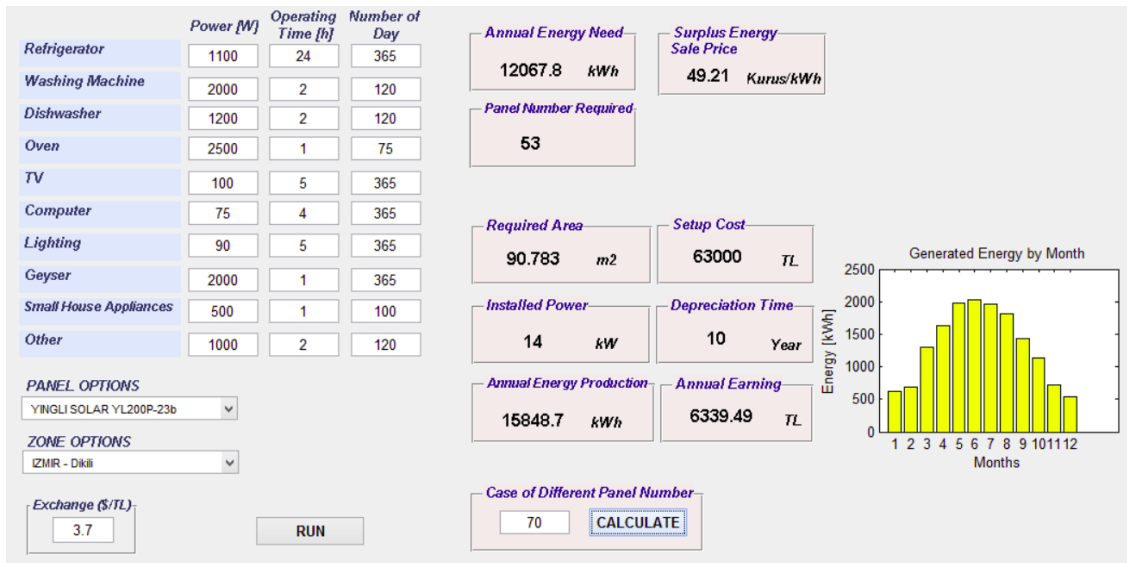 Power [W] Operating Time [h] Number of Day
Refrigerator 1100 24 365
Washing Machine 2000 2 120
Dishwasher 1200 2 120
Oven 2500 1 75
TV 100 5 365
Computer 75 4 365
Lighting 90 5 365
Geyser 2000 1 365
Small House Appliances 500 1 100
Other 1000 2 120
PANEL OPTIONS
YINGLI SOLAR YL200P-23b
ZONE OPTIONS
IZMIR - Dikili
Exchange ($/TL)
3.7
RUN
Annual Energy Need
12067.8 kWh
Surplus Energy
Sale Price
49.21 Kurus/kWh
Panel Number Required
53
Required Area
90.783 m2
Setup Cost
63000 TL
Installed Power
14 kW
Depreciation Time
10 Year
Annual Energy Production
15848.7 kWh
Annual Earning
6339.49 TL
Case of Different Panel Number
70 CALCULATE
Generated Energy by Month
Energy [kWh]
2500
2000
1500
1000
500
0
1 2 3 4 5 6 7 8 9 10 11 12
Months